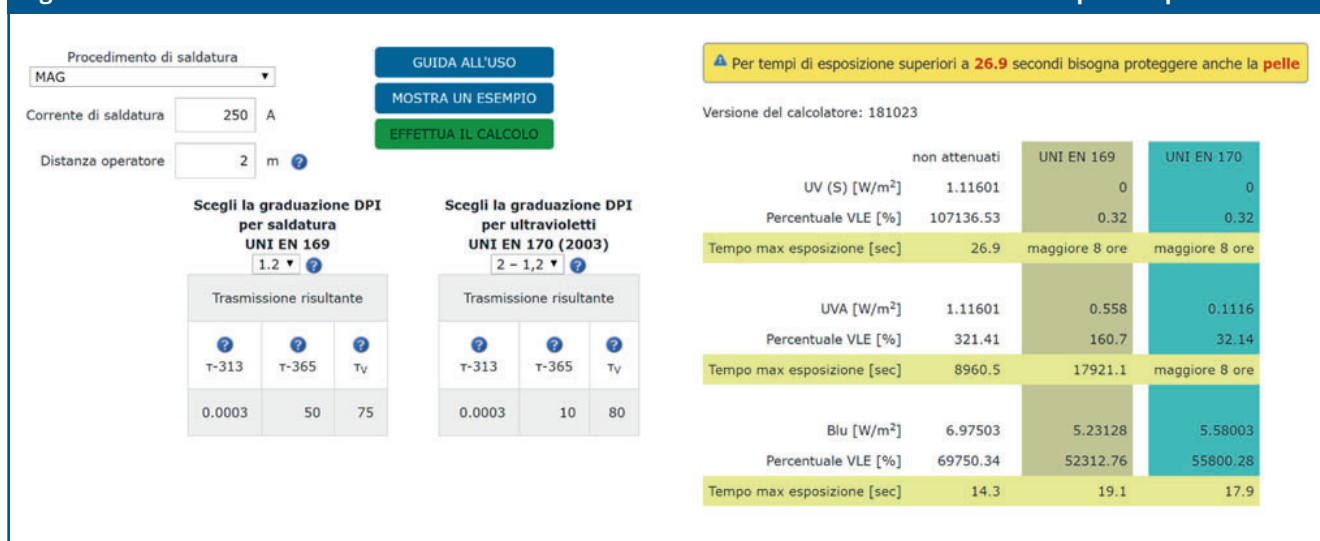 Procedimento di saldatura
MAG
Corrente di saldatura 250 A
Distanza operatore 2 m
GUIDA ALL'USO
MOSTRA UN ESEMPIO
EFFETTUA IL CALCOLO
Scegli la graduazione DPI
per saldatura
UNI EN 169
1.2
Trasmissione risultante
τ-313 τ-365 τV
0.0003 50 75
Scegli la graduazione DPI
per ultravioletti
UNI EN 170 (2003)
2 – 1,2
Trasmissione risultante
τ-313 τ-365 τV
0.0003 10 80
Per tempi di esposizione superiori a 26.9 secondi bisogna proteggere anche la pelle
Versione del calcolatore: 181023
non attenuati UNI EN 169 UNI EN 170
UV (S) [W/m²] 1.11601 0 0
Percentuale VLE [%] 107136.53 0.32 0.32
Tempo max esposizione [sec] 26.9 maggiore 8 ore maggiore 8 ore
UVA [W/m²] 1.11601 0.558 0.1116
Percentuale VLE [%] 321.41 160.7 32.14
Tempo max esposizione [sec] 8960.5 17921.1 maggiore 8 ore
Blu [W/m²] 6.97503 5.23128 5.58003
Percentuale VLE [%] 69750.34 52312.76 55800.28
Tempo max esposizione [sec] 14.3 19.1 17.9